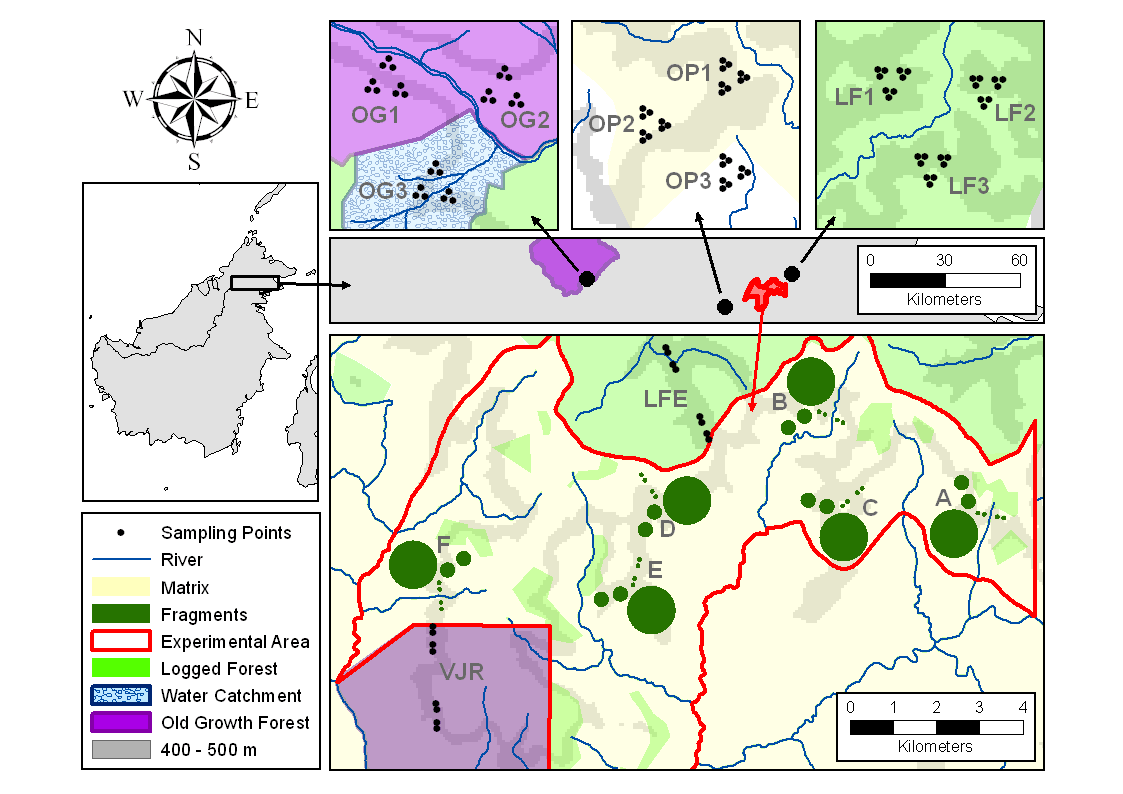 N
W
E
S
OG1
OG2
OG3
OP1
OP2
OP3
LF1
LF2
LF3
0 30 60
Kilometers
LFE
B
C
A
D
E
F
VJR
0 1 2 3 4
Kilometers
Sampling Points
River
Matrix
Fragments
Experimental Area
Logged Forest
Water Catchment
Old Growth Forest
400 - 500 m